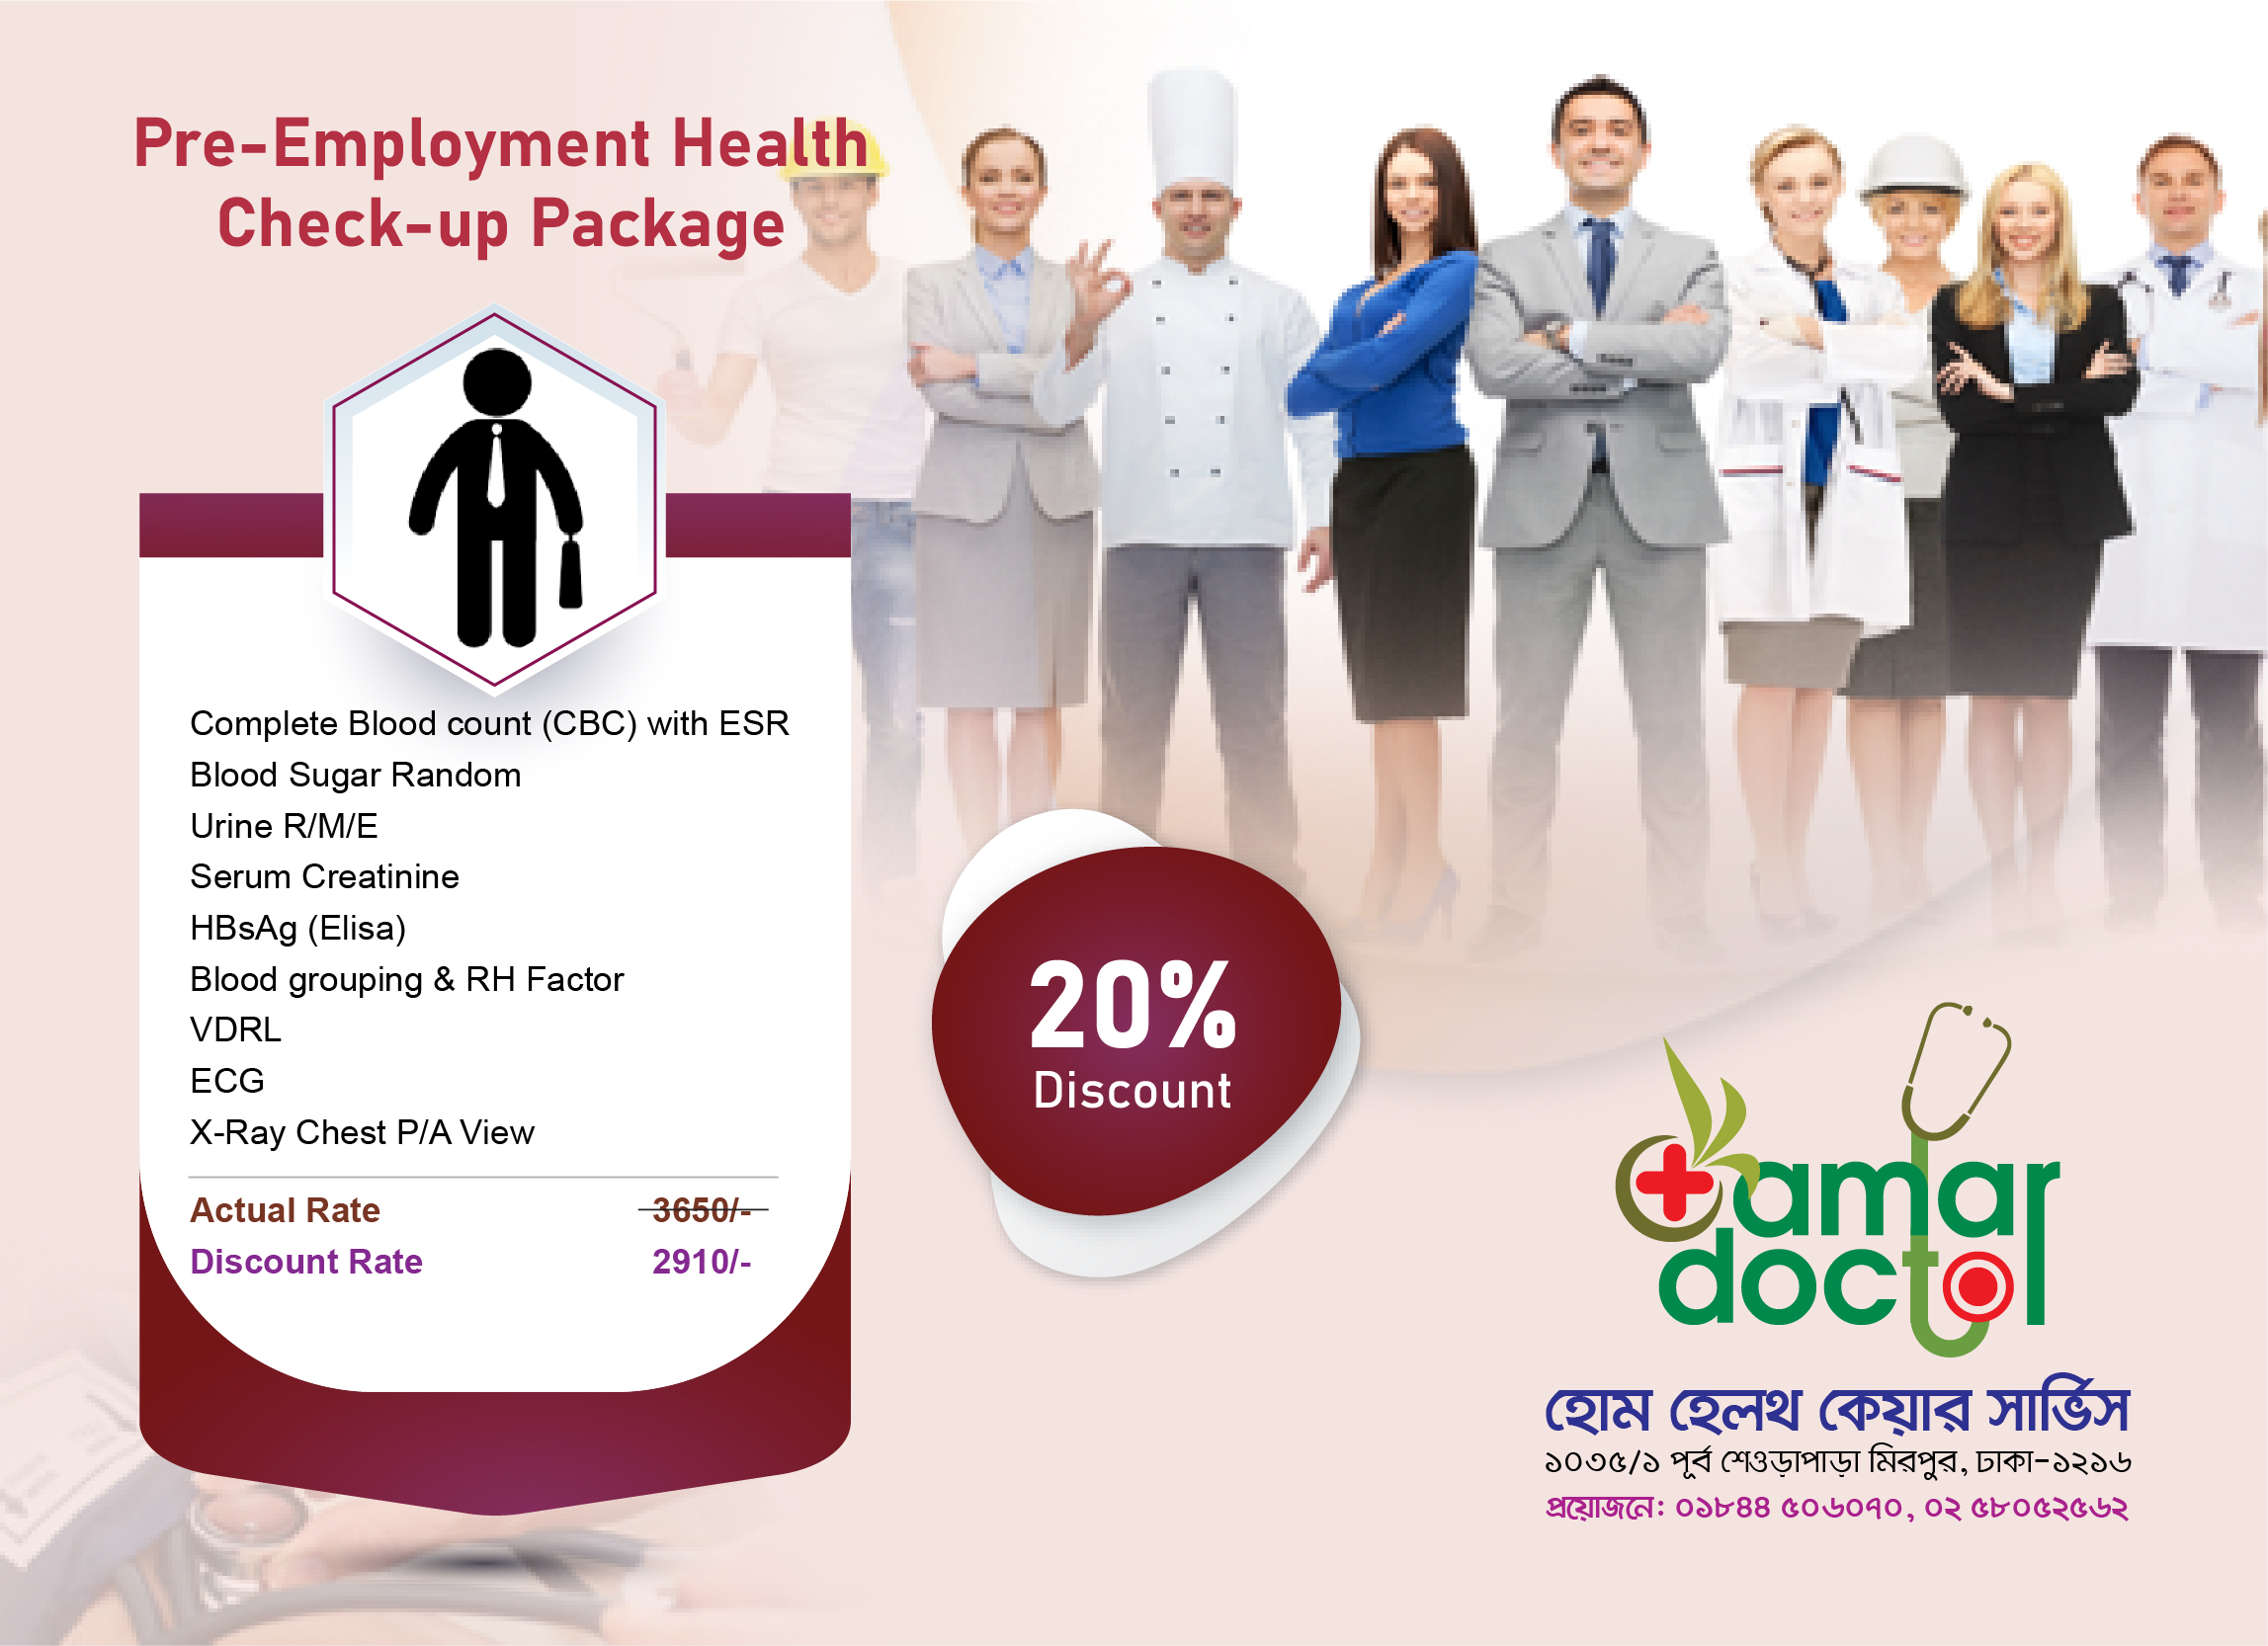 Pre-Employment Health
Check-up Package
Complete Blood count (CBC) with ESR
Blood Sugar Random
Urine R/M/E
Serum Creatinine
HBsAg (Elisa)
Blood grouping & RH Factor
VDRL
ECG
X-Ray Chest P/A View
Actual Rate 3650/-
Discount Rate 2910/-
20%
Discount
amar
doctor
হোম হেলথ কেয়ার সার্ভিস
১০৩৫/১ পূর্ব শেওড়াপাড়া মিরপুর, ঢাকা-১২১৬
প্রয়োজনে: ০১৮৪৪ ৫০৬০৭০, ০২ ৫৮০৫২৫৬২